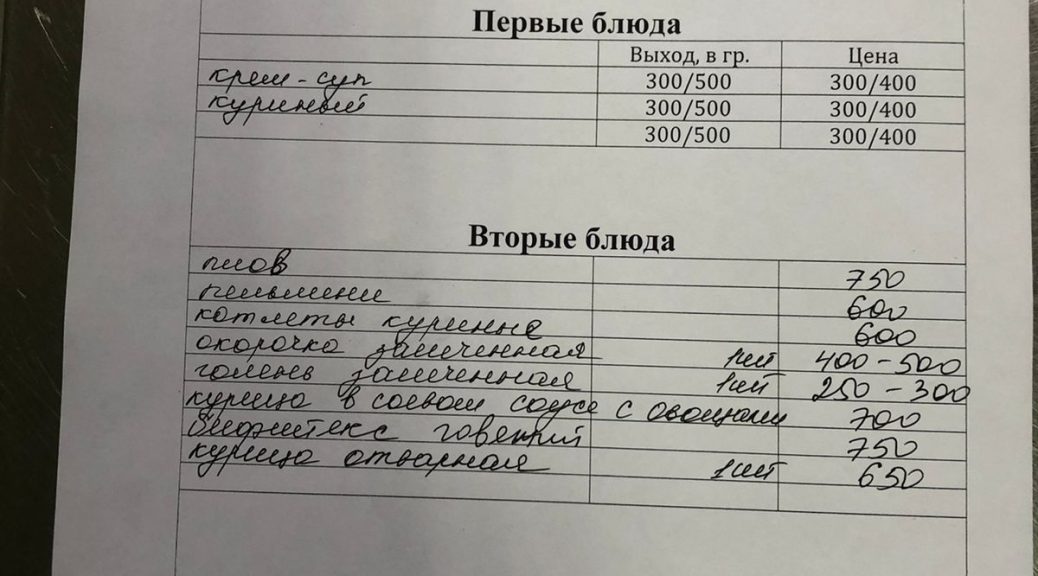 Первые блюда
Выход, в гр. Цена
крем-суп 300/500 300/400
куриный 300/500 300/400
300/500 300/400
Вторые блюда
плов 750
пельмени 600
котлеты куринные 600
окорочка запеченная 1шт 400-500
голень запеченная 1шт 250-300
курица в соевом соусе с овощами 700
бифштекс говежий 750
курица отварная 1шт 650